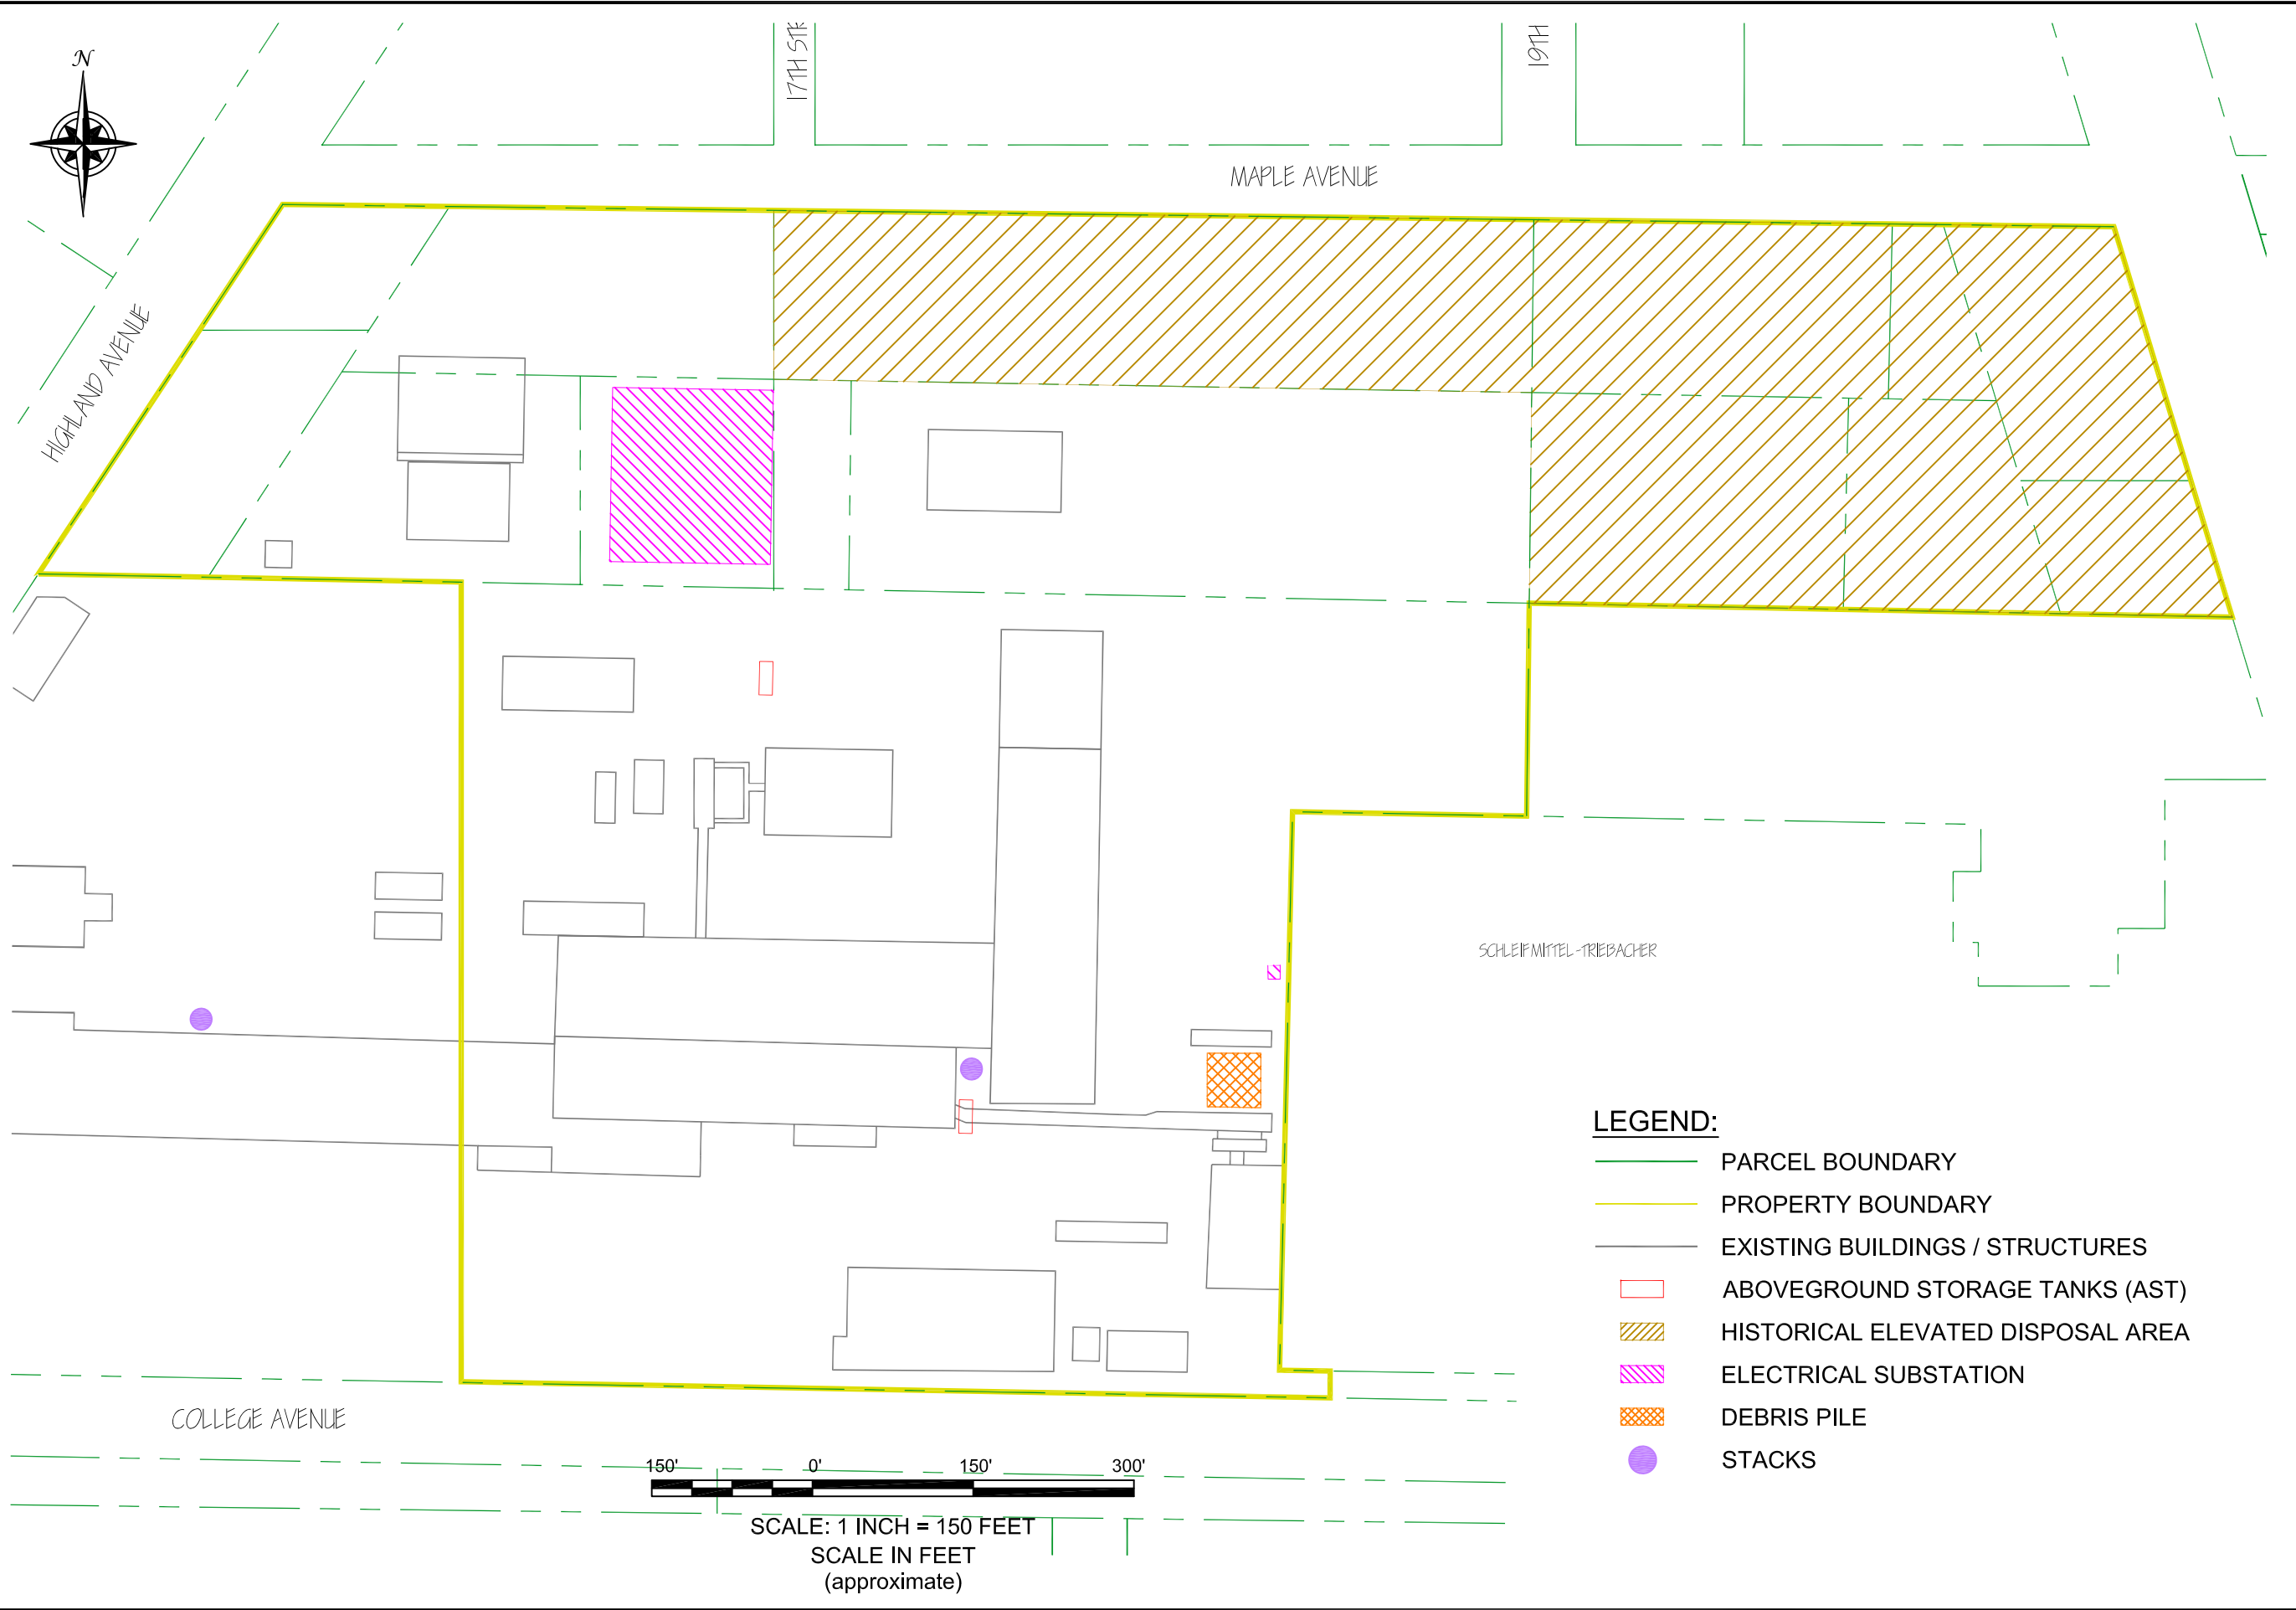 N
17TH STR
19TH
MAPLE AVENUE
HIGHLAND AVENUE
SCHLEIFMITTEL-TRIEBACHER
LEGEND:
PARCEL BOUNDARY
PROPERTY BOUNDARY
EXISTING BUILDINGS / STRUCTURES
ABOVEGROUND STORAGE TANKS (AST)
HISTORICAL ELEVATED DISPOSAL AREA
ELECTRICAL SUBSTATION
DEBRIS PILE
STACKS
COLLEGE AVENUE
150' 0' 150' 300'
SCALE: 1 INCH = 150 FEET
SCALE IN FEET
(approximate)